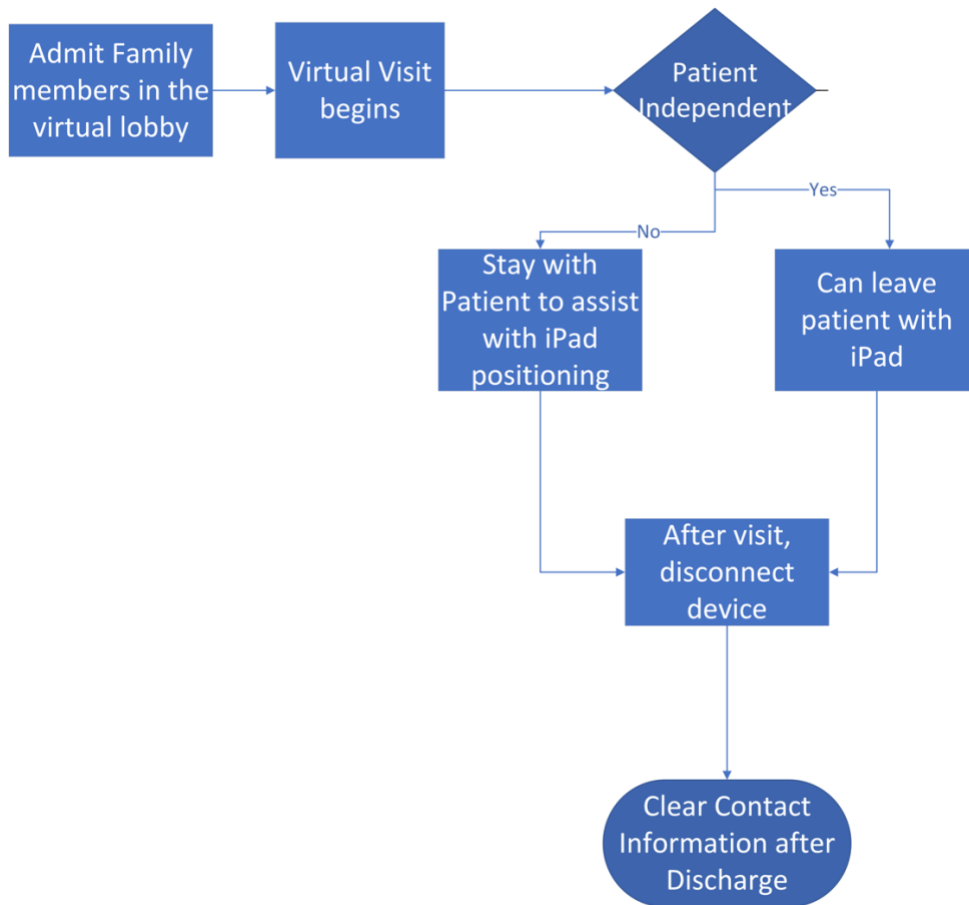 Admit Family
members in the
virtual lobby
Virtual Visit
begins
Patient
Independent
No
Yes
Stay with
Patient to assist
with iPad
positioning
Can leave
patient with
iPad
After visit,
disconnect
device
Clear Contact
Information after
Discharge